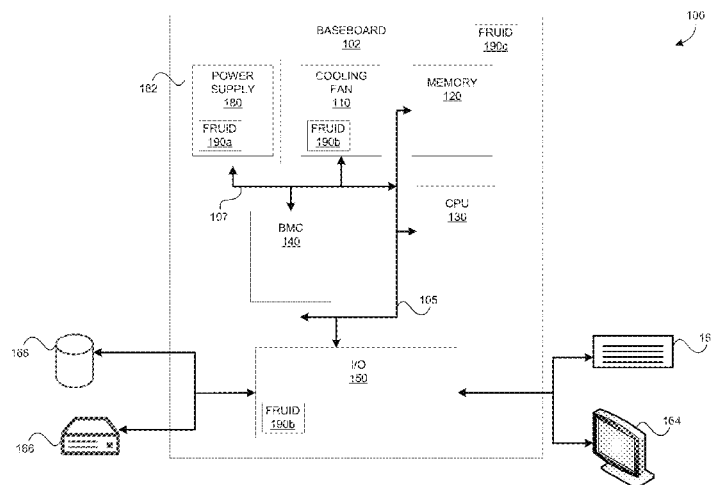 100
BASEBOARD
102
FRUID
190c
182
POWER
SUPPLY
180
FRUID
190a
COOLING
FAN
110
FRUID
190b
MEMORY
120
107
CPU
130
BMC
140
105
I/O
150
FRUID
190b
168
166
16
164